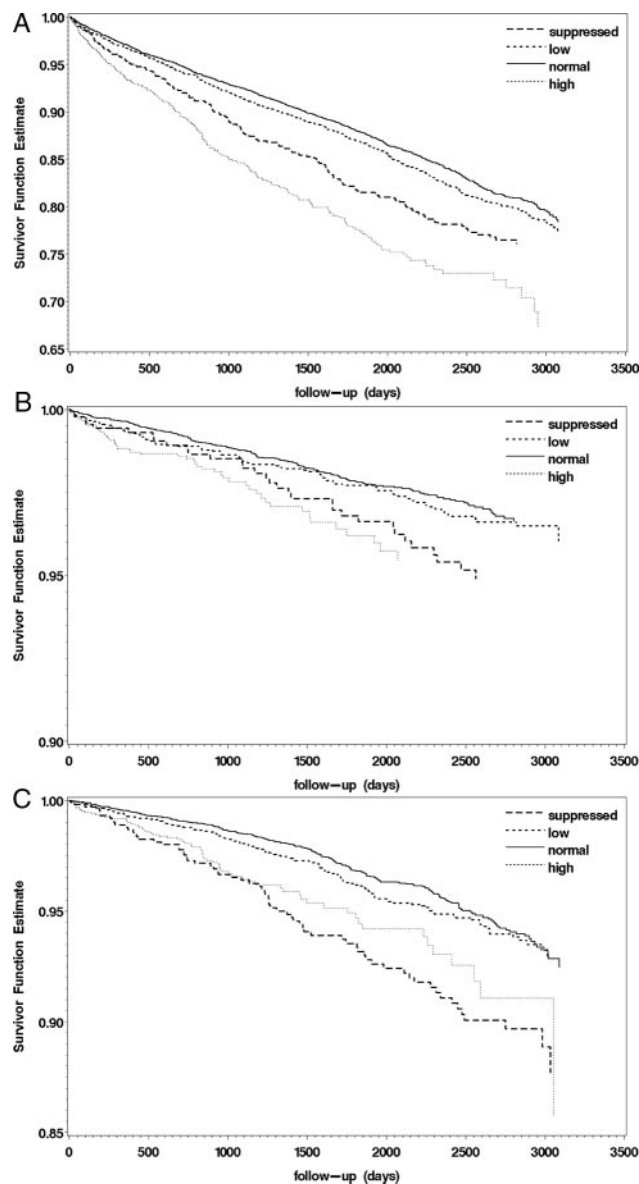 A
1.00
0.95
0.90
0.85
0.80
0.75
0.70
0.65
Survivor Function Estimate
suppressed
low
normal
high
0 500 1000 1500 2000 2500 3000 3500
follow-up (days)
B
1.00
0.95
0.90
Survivor Function Estimate
suppressed
low
normal
high
0 500 1000 1500 2000 2500 3000 3500
follow-up (days)
C
1.00
0.95
0.90
0.85
Survivor Function Estimate
suppressed
low
normal
high
0 500 1000 1500 2000 2500 3000 3500
follow-up (days)